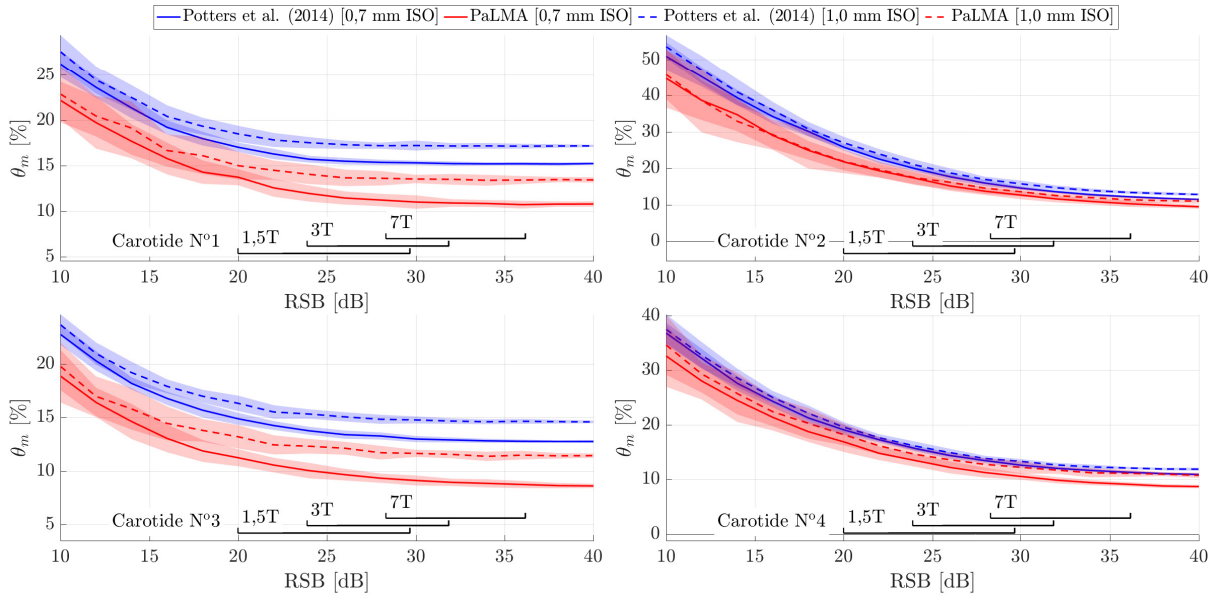 Potters et al. (2014) [0,7 mm ISO] PaLMA [0,7 mm ISO] Potters et al. (2014) [1,0 mm ISO] PaLMA [1,0 mm ISO]
25
20
15
10
5
θm [%]
Carotide Nº1
1,5T
3T
7T
10 15 20 25 30 35 40
RSB [dB]
50
40
30
20
10
0
θm [%]
Carotide Nº2
1,5T
3T
7T
10 15 20 25 30 35 40
RSB [dB]
20
15
10
5
θm [%]
Carotide Nº3
1,5T
3T
7T
10 15 20 25 30 35 40
RSB [dB]
40
30
20
10
0
θm [%]
Carotide Nº4
1,5T
3T
7T
10 15 20 25 30 35 40
RSB [dB]